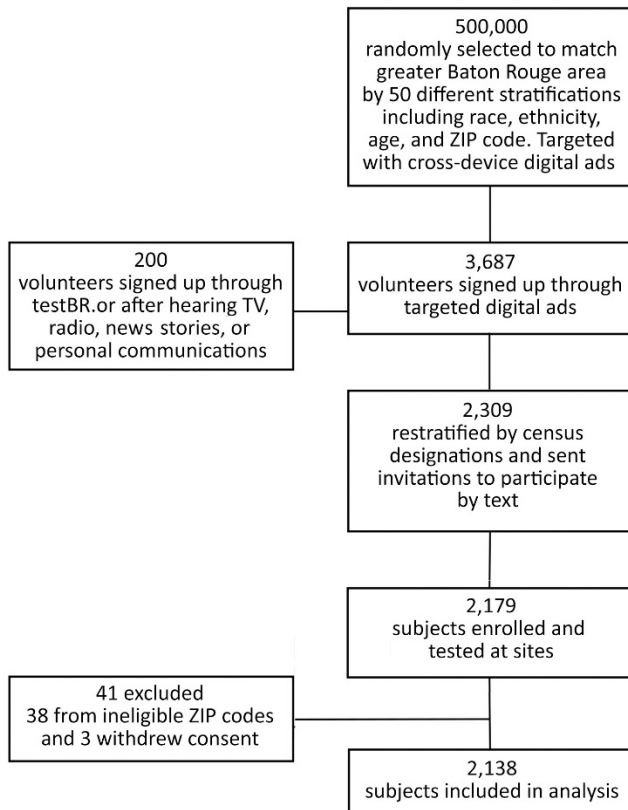 500,000
randomly selected to match
greater Baton Rouge area
by 50 different stratifications
including race, ethnicity,
age, and ZIP code. Targeted
with cross-device digital ads
200
volunteers signed up through
testBR.or after hearing TV,
radio, news stories, or
personal communications
3,687
volunteers signed up through
targeted digital ads
2,309
restratified by census
designations and sent
invitations to participate
by text
2,179
subjects enrolled and
tested at sites
41 excluded
38 from ineligible ZIP codes
and 3 withdrew consent
2,138
subjects included in analysis